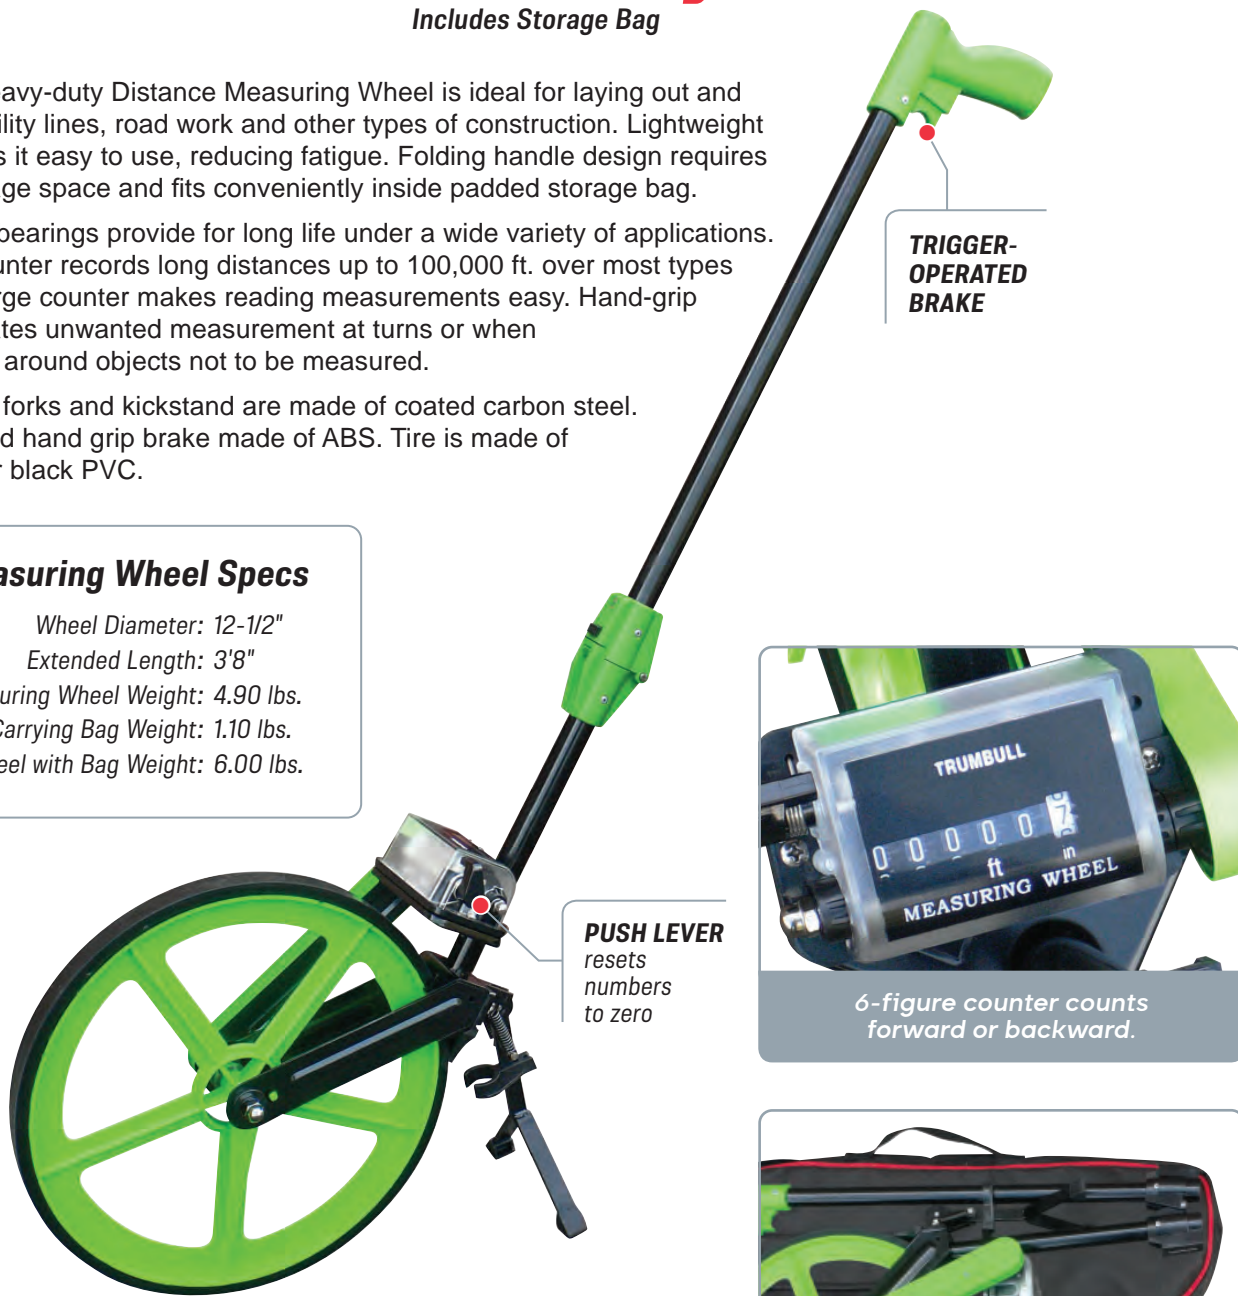 Includes Storage Bag
eavy-duty Distance Measuring Wheel is ideal for laying out and
ility lines, road work and other types of construction. Lightweight
s it easy to use, reducing fatigue. Folding handle design requires
ge space and fits conveniently inside padded storage bag.
bearings provide for long life under a wide variety of applications.
unter records long distances up to 100,000 ft. over most types
rge counter makes reading measurements easy. Hand-grip
tes unwanted measurement at turns or when
around objects not to be measured.
forks and kickstand are made of coated carbon steel.
d hand grip brake made of ABS. Tire is made of
r black PVC.
TRIGGER-
OPERATED
BRAKE
asuring Wheel Specs
Wheel Diameter: 12-1/2"
Extended Length: 3'8"
uring Wheel Weight: 4.90 lbs.
Carrying Bag Weight: 1.10 lbs.
eel with Bag Weight: 6.00 lbs.
PUSH LEVER
resets
numbers
to zero
TRUMBULL
0 0 0 0 0 7
ft in
MEASURING WHEEL
6-figure counter counts
forward or backward.